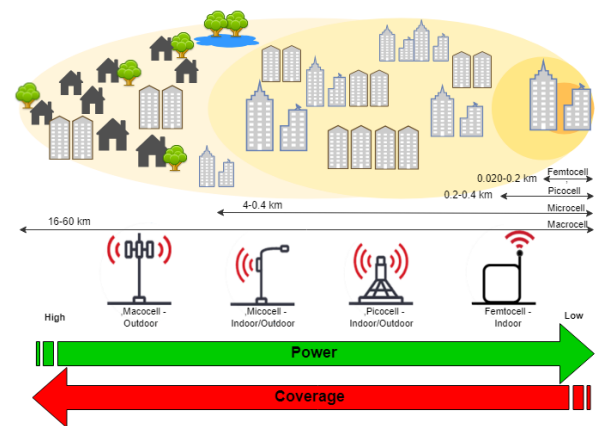 0.020-0.2 km
Femtocell
0.2-0.4 km
Picocell
4-0.4 km
Microcell
16-60 km
Macrocell
,Macocell -
Outdoor
,Micocell -
Indoor/Outdoor
,Picocell -
Indoor/Outdoor
Femtocell -
Indoor
High
Low
Power
Coverage